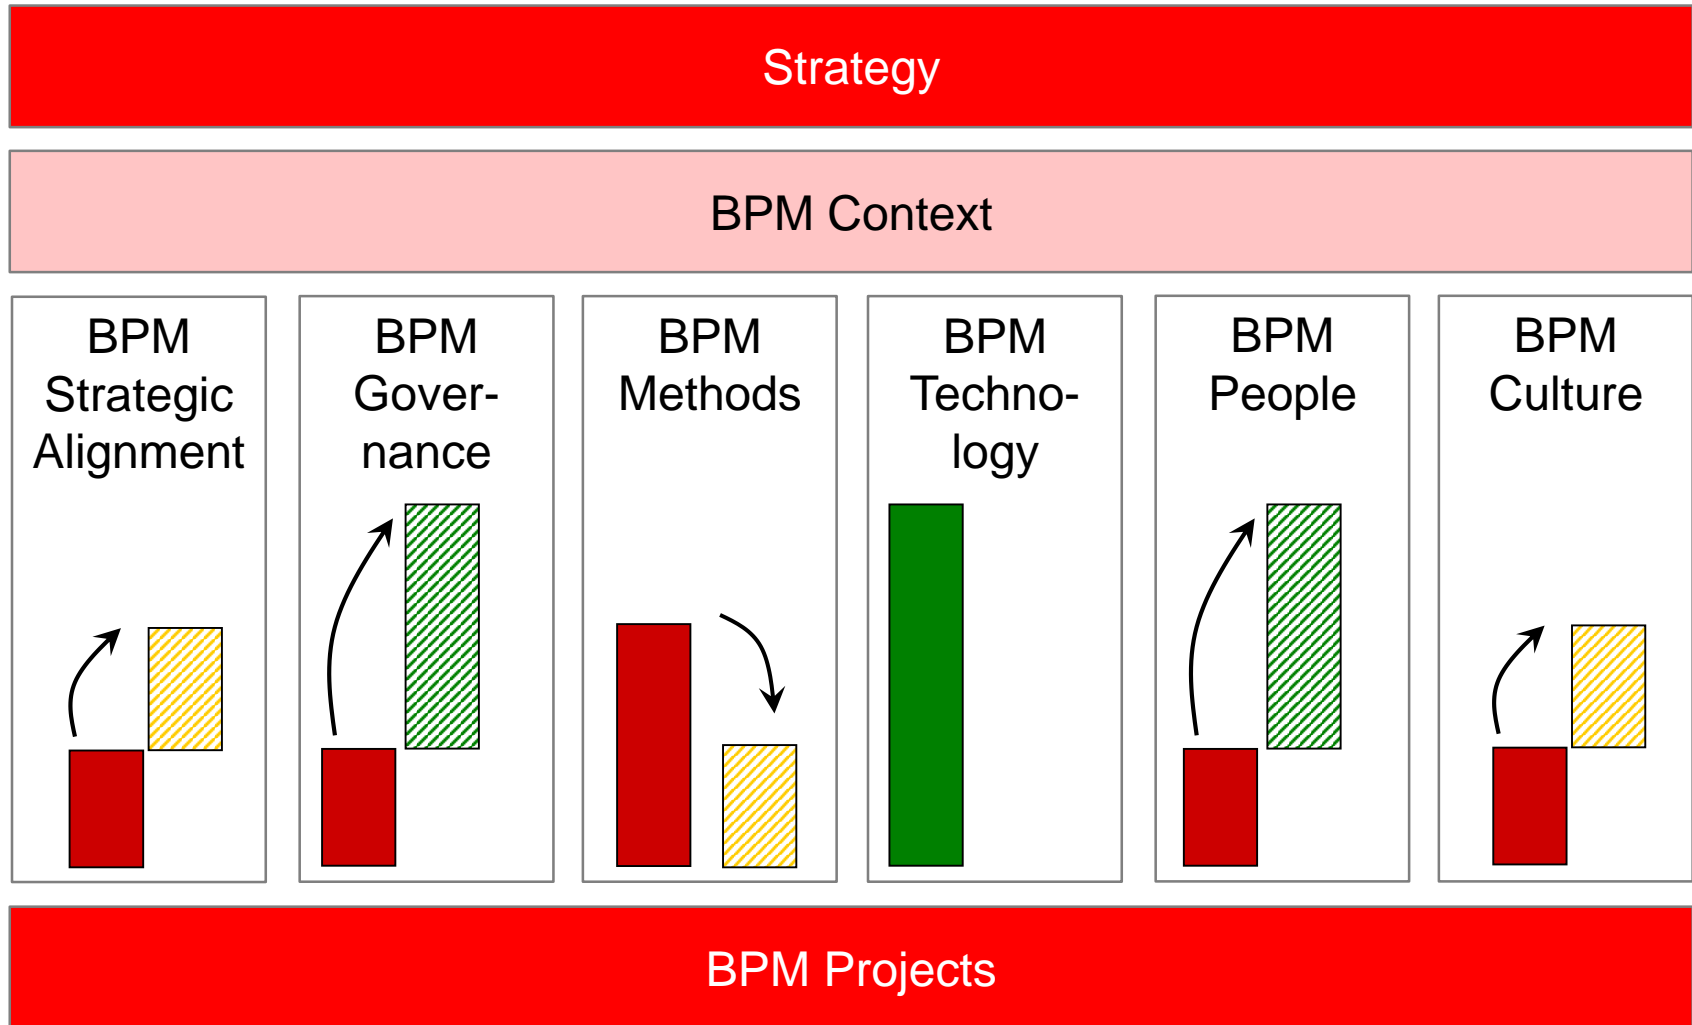 Strategy
BPM Context
BPM
Strategic
Alignment
BPM
Gover-
nance
BPM
Methods
BPM
Techno-
logy
BPM
People
BPM
Culture
BPM Projects